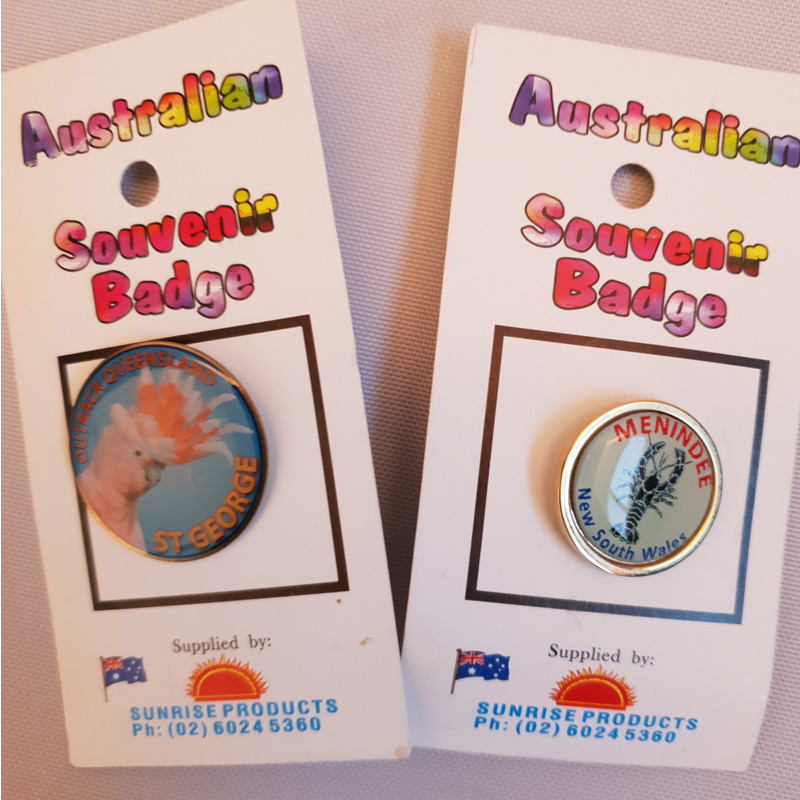 Australian
Souvenir
Badge
OUTBACK QUEENSLAND
ST GEORGE
Supplied by:
SUNRISE PRODUCTS
Ph: (02) 6024 5360
Australian
Souvenir
Badge
MENINDEE
New South Wales
Supplied by:
SUNRISE PRODUCTS
Ph: (02) 6024 5360